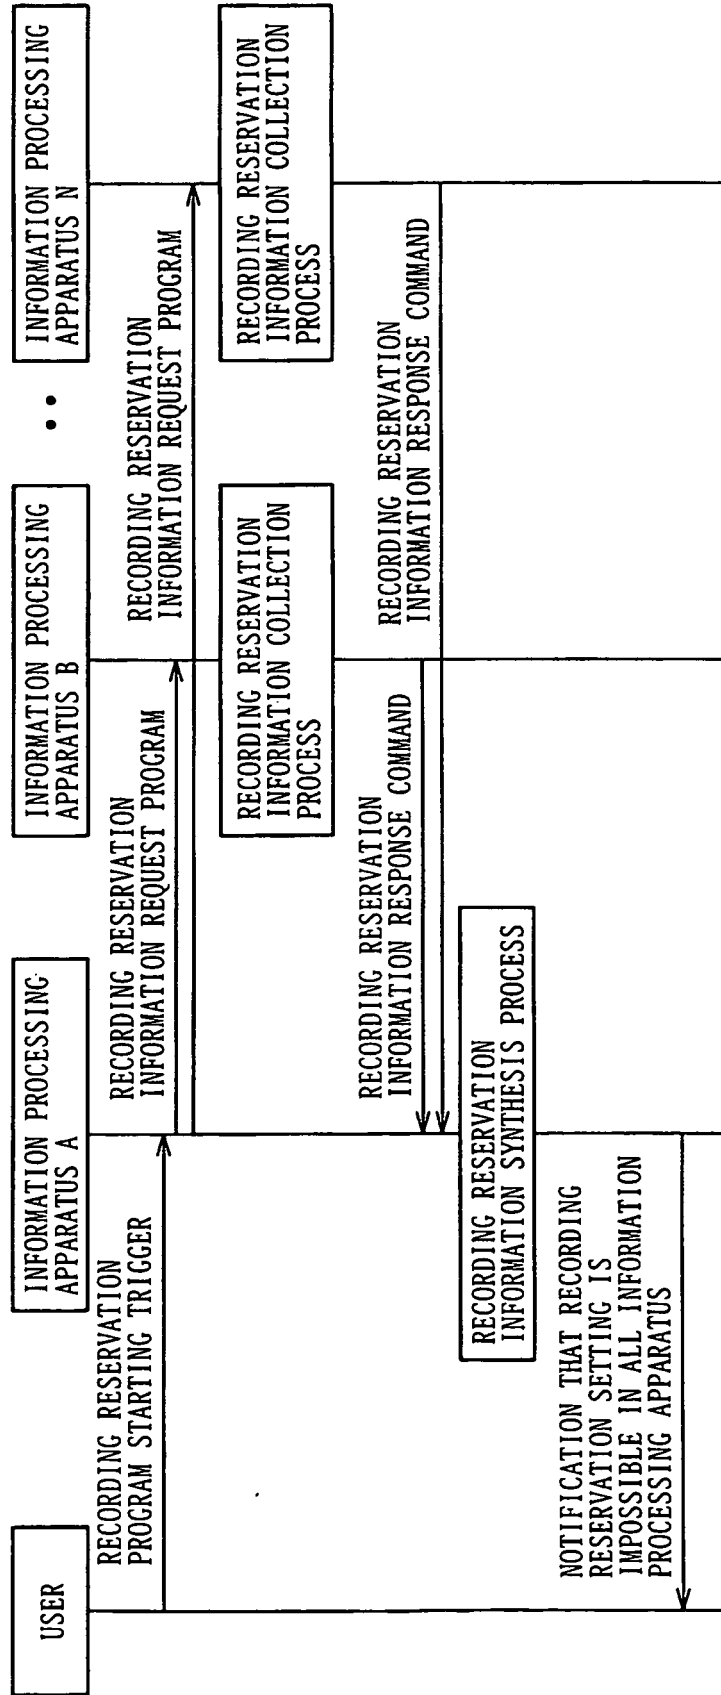 USER
INFORMATION PROCESSING
APPARATUS A
INFORMATION PROCESSING
APPARATUS B
INFORMATION PROCESSING
APPARATUS N
RECORDING RESERVATION
PROGRAM STARTING TRIGGER
RECORDING RESERVATION
INFORMATION REQUEST PROGRAM
RECORDING RESERVATION
INFORMATION REQUEST PROGRAM
RECORDING RESERVATION
INFORMATION COLLECTION
PROCESS
RECORDING RESERVATION
INFORMATION COLLECTION
PROCESS
RECORDING RESERVATION
INFORMATION RESPONSE COMMAND
RECORDING RESERVATION
INFORMATION RESPONSE COMMAND
RECORDING RESERVATION
INFORMATION SYNTHESIS PROCESS
NOTIFICATION THAT RECORDING
RESERVATION SETTING IS
IMPOSSIBLE IN ALL INFORMATION
PROCESSING APPARATUS